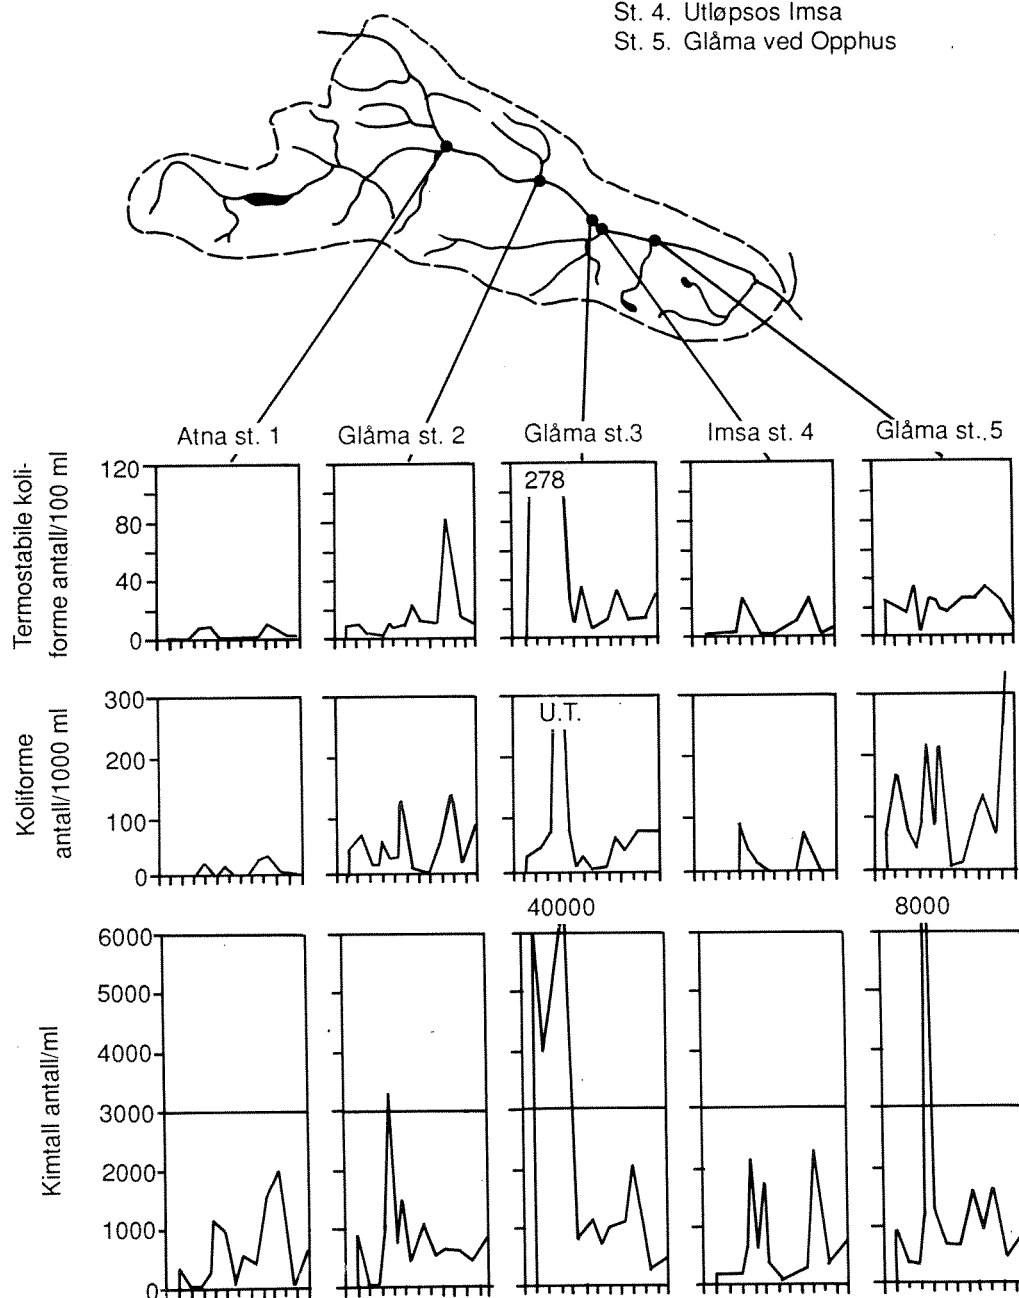 St. 4. Utløpsos Imsa
St. 5. Glåma ved Opphus
Atna st. 1
Glåma st. 2
Glåma st.3
Imsa st. 4
Glåma st. 5
Termostabile koli-
forme antall/100 ml
120
80
40
0
278
Koliforme
antall/1000 ml
300
200
100
0
U.T.
Kimtall antall/ml
6000
5000
4000
3000
2000
1000
0
40000
8000